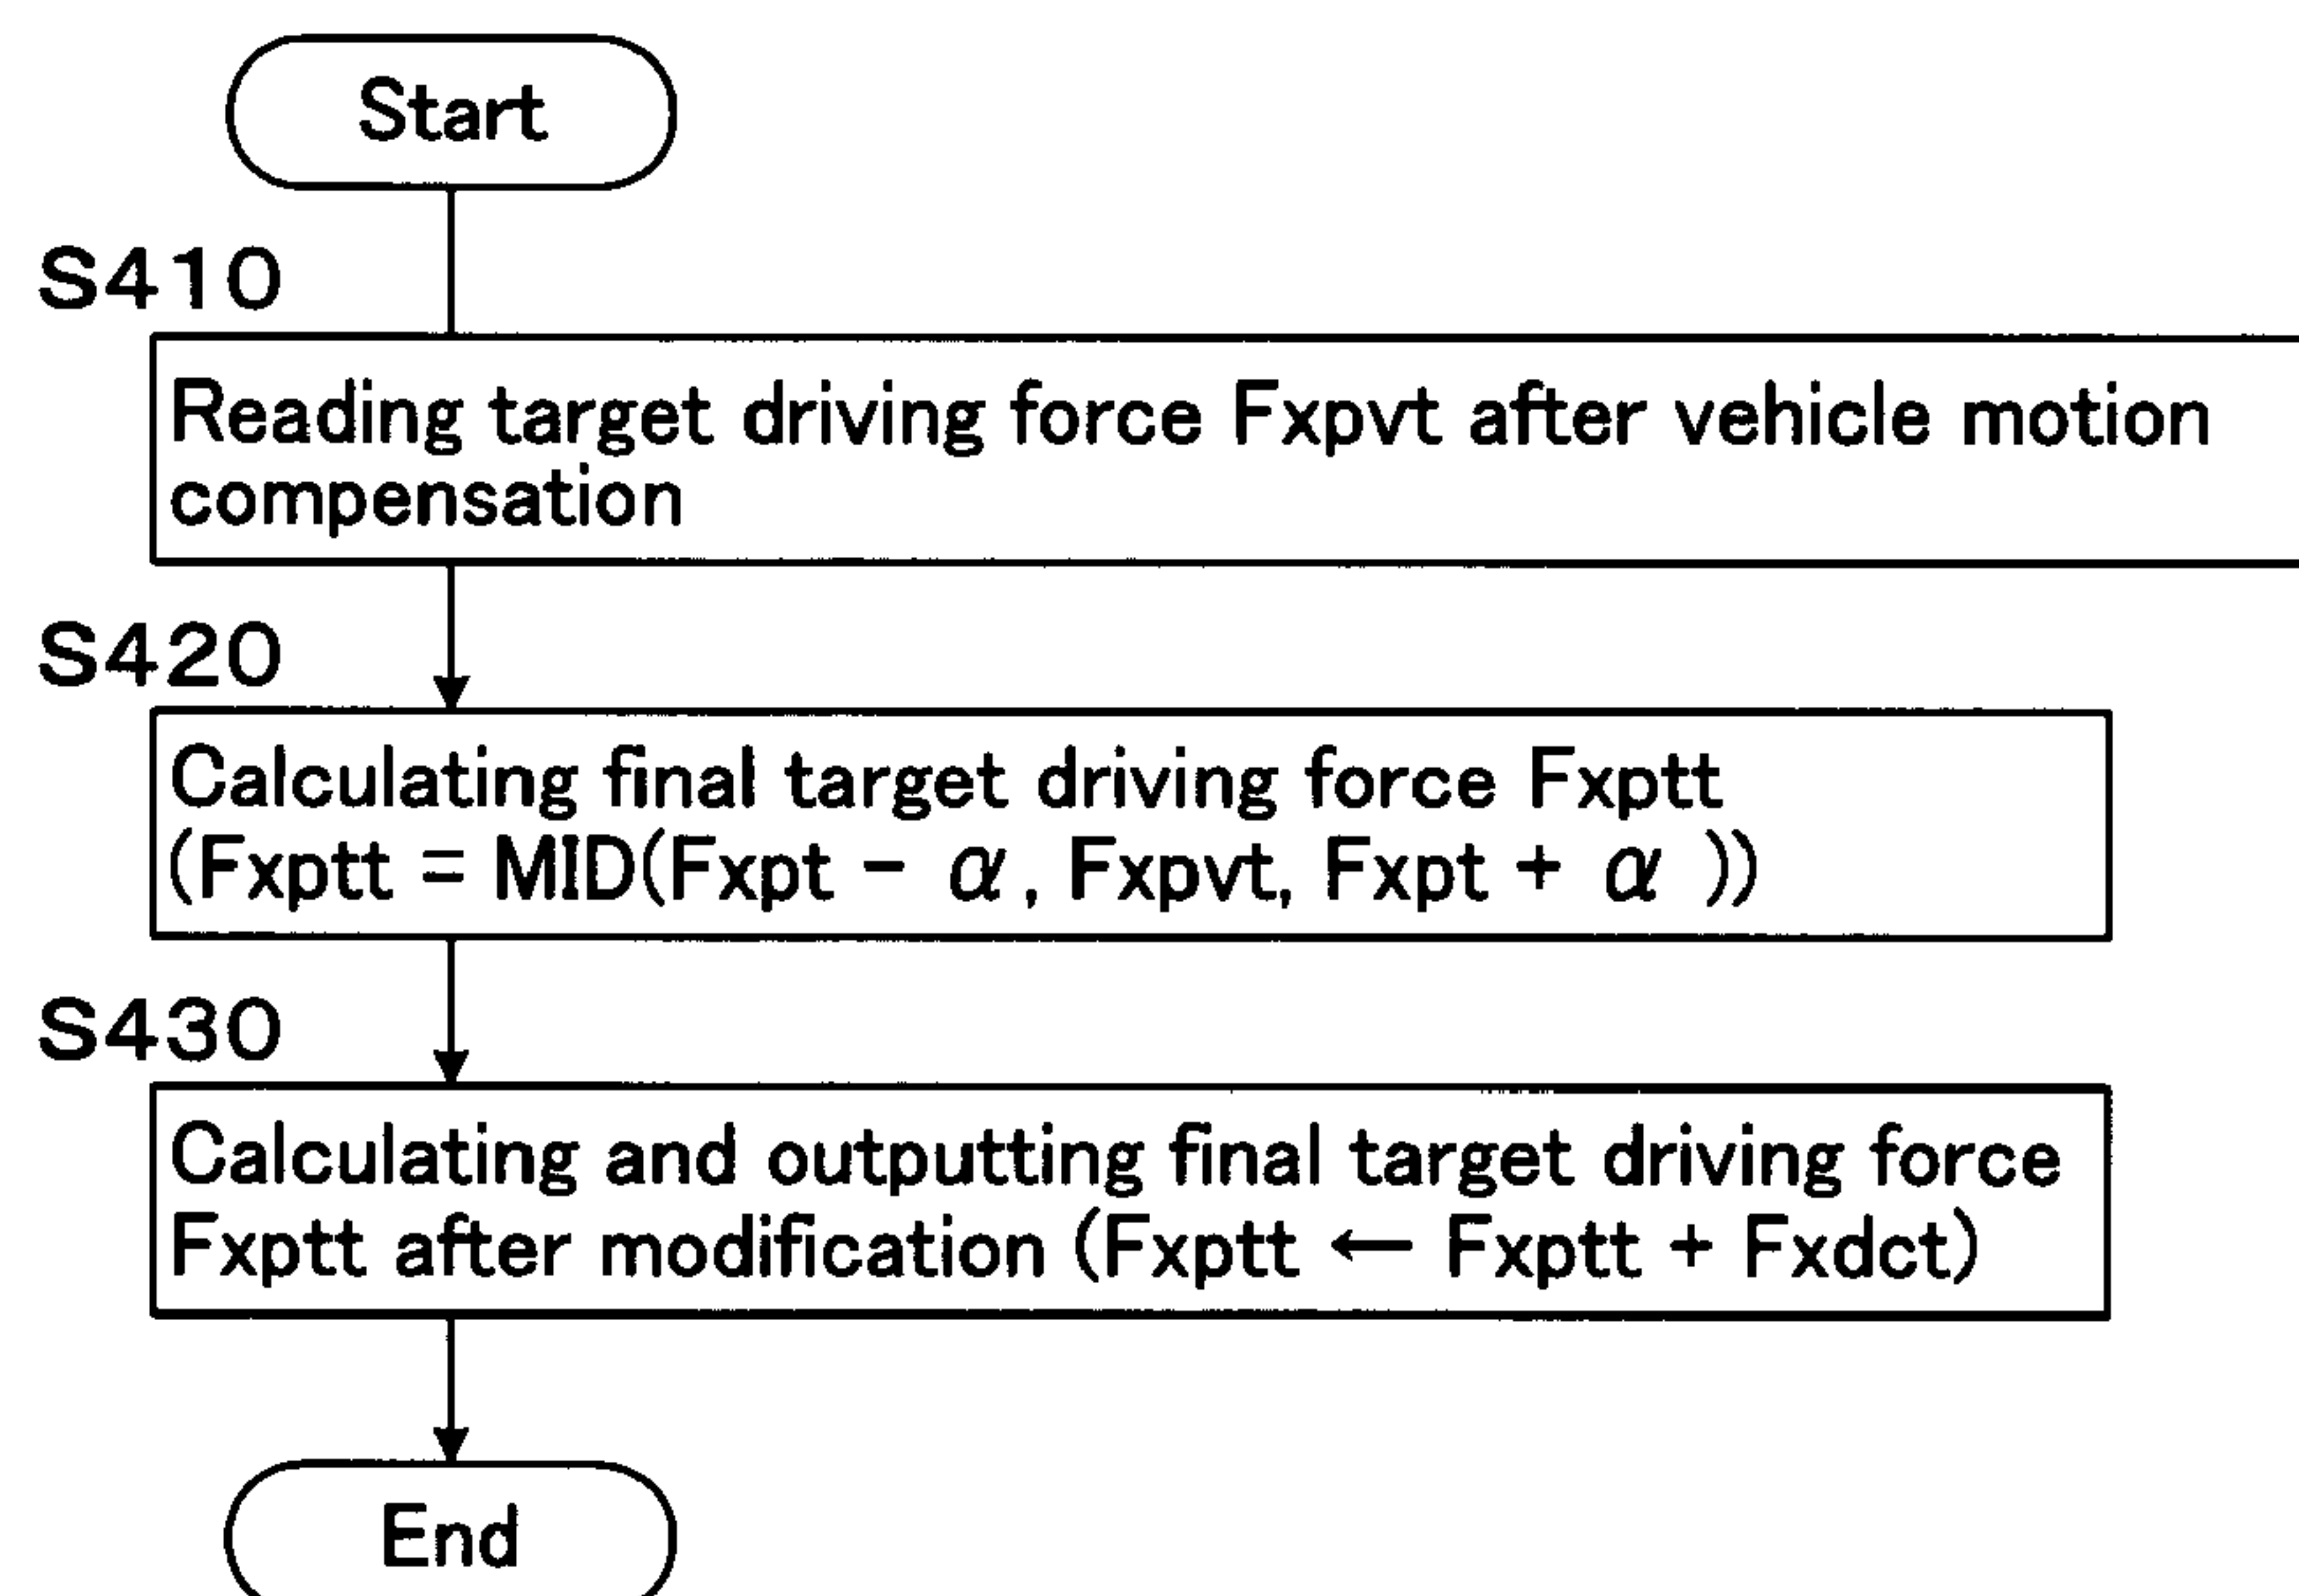 Start
S410
Reading target driving force Fxpvt after vehicle motion
compensation
S420
Calculating final target driving force Fxptt
(Fxptt = MID(Fxpt - α, Fxpvt, Fxpt + α ))
S430
Calculating and outputting final target driving force
Fxptt after modification (Fxptt ← Fxptt + Fxdct)
End